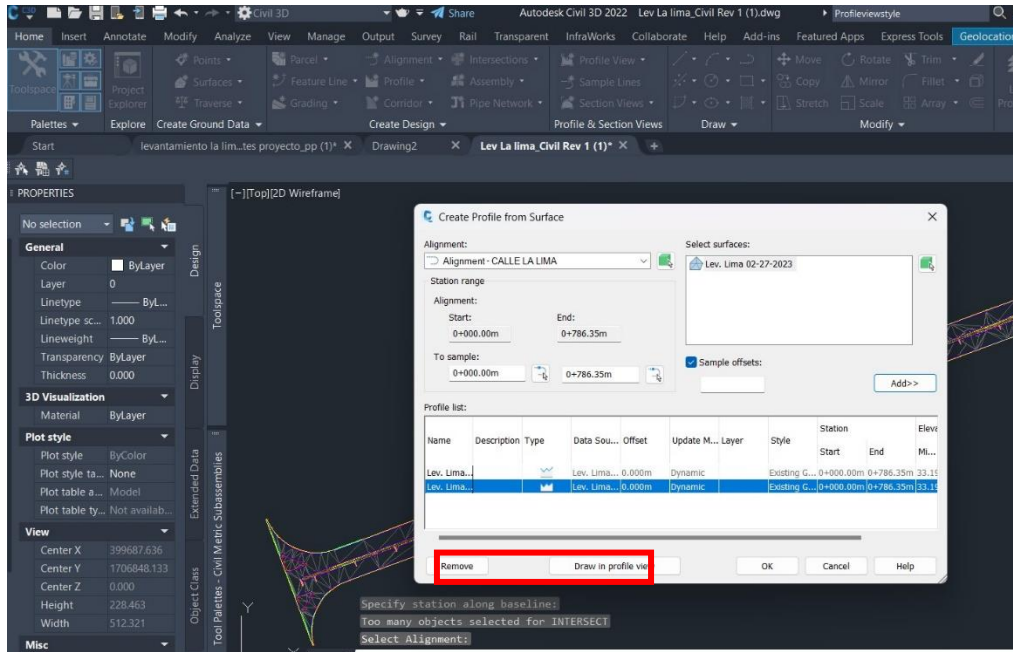 Civil 3D Share Autodesk Civil 3D 2022 Lev La lima_Civil Rev 1 (1).dwg Profileviewstyle
Home Insert Annotate Modify Analyze View Manage Output Survey Rail Transparent InfraWorks Collaborate Help Add-ins Featured Apps Express Tools Geolocation
Points Parcel Alignment Intersections Profile View Move Rotate Trim
Toolspace Project Explorer Surfaces Feature Line Profile Assembly Sample Lines Copy Mirror Fillet
Traverse Grading Corridor Pipe Network Section Views Stretch Scale Array
Palettes Explore Create Ground Data Create Design Profile & Section Views Draw Modify
Start levantamiento la lim...tes proyecto_pp (1)* Drawing2 Lev La lima_Civil Rev 1 (1)*
PROPERTIES
[−][Top][2D Wireframe]
No selection
General
Color ByLayer
Layer 0
Linetype ByL...
Linetype sc... 1.000
Lineweight ByL...
Transparency ByLayer
Thickness 0.000
3D Visualization
Material ByLayer
Plot style
Plot style ByColor
Plot style ta... None
Plot table a... Model
Plot table ty... Not availab...
View
Center X 399687.636
Center Y 1706848.133
Center Z 0.000
Height 228.463
Width 512.321
Misc
Design
Display
Extended Data
Object Class
Toolspace
Tool Palettes - Civil Metric Subassemblies
Create Profile from Surface
Alignment: Select surfaces:
Alignment - CALLE LA LIMA Lev. Lima 02-27-2023
Station range
Alignment:
Start: End:
0+000.00m 0+786.35m
To sample: Sample offsets:
0+000.00m 0+786.35m
Add>>
Profile list:
Name Description Type Data Sou... Offset Update M... Layer Style Station Eleva
Start End Mi...
Lev. Lima... Lev. Lima... 0.000m Dynamic Existing G... 0+000.00m 0+786.35m 33.19
Lev. Lima... Lev. Lima... 0.000m Dynamic Existing G... 0+000.00m 0+786.35m 33.19
Remove Draw in profile view OK Cancel Help
Y
Specify station along baseline:
Too many objects selected for INTERSECT
Select Alignment: